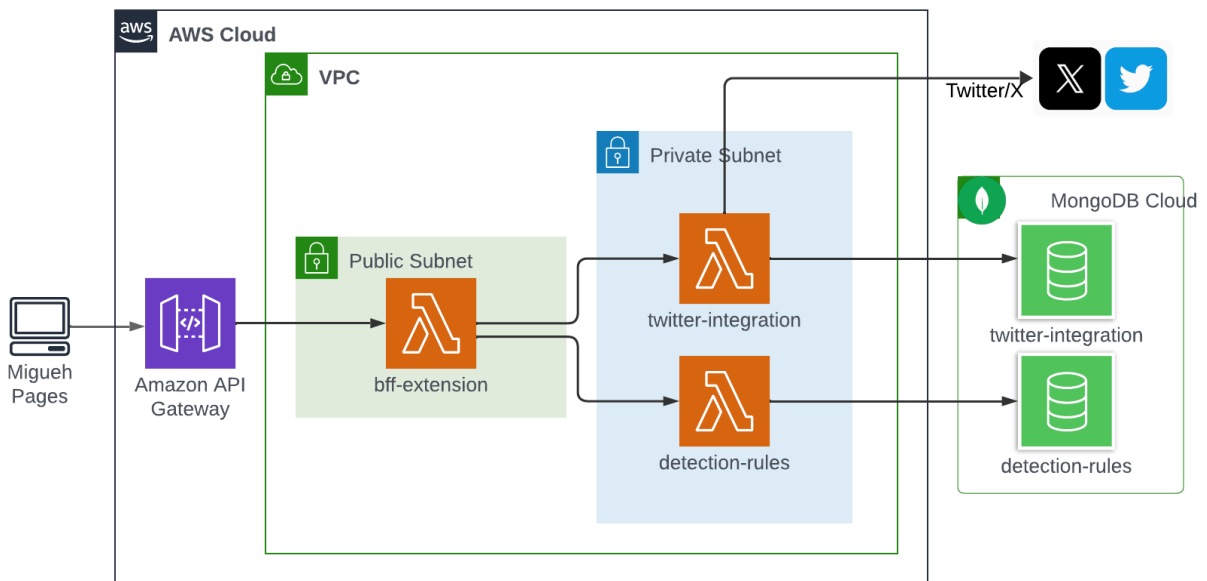 aws
AWS Cloud
VPC
Twitter/X
Private Subnet
MongoDB Cloud
Public Subnet
</>
twitter-integration
twitter-integration
Migueh
Pages
Amazon API
Gateway
bff-extension
detection-rules
detection-rules